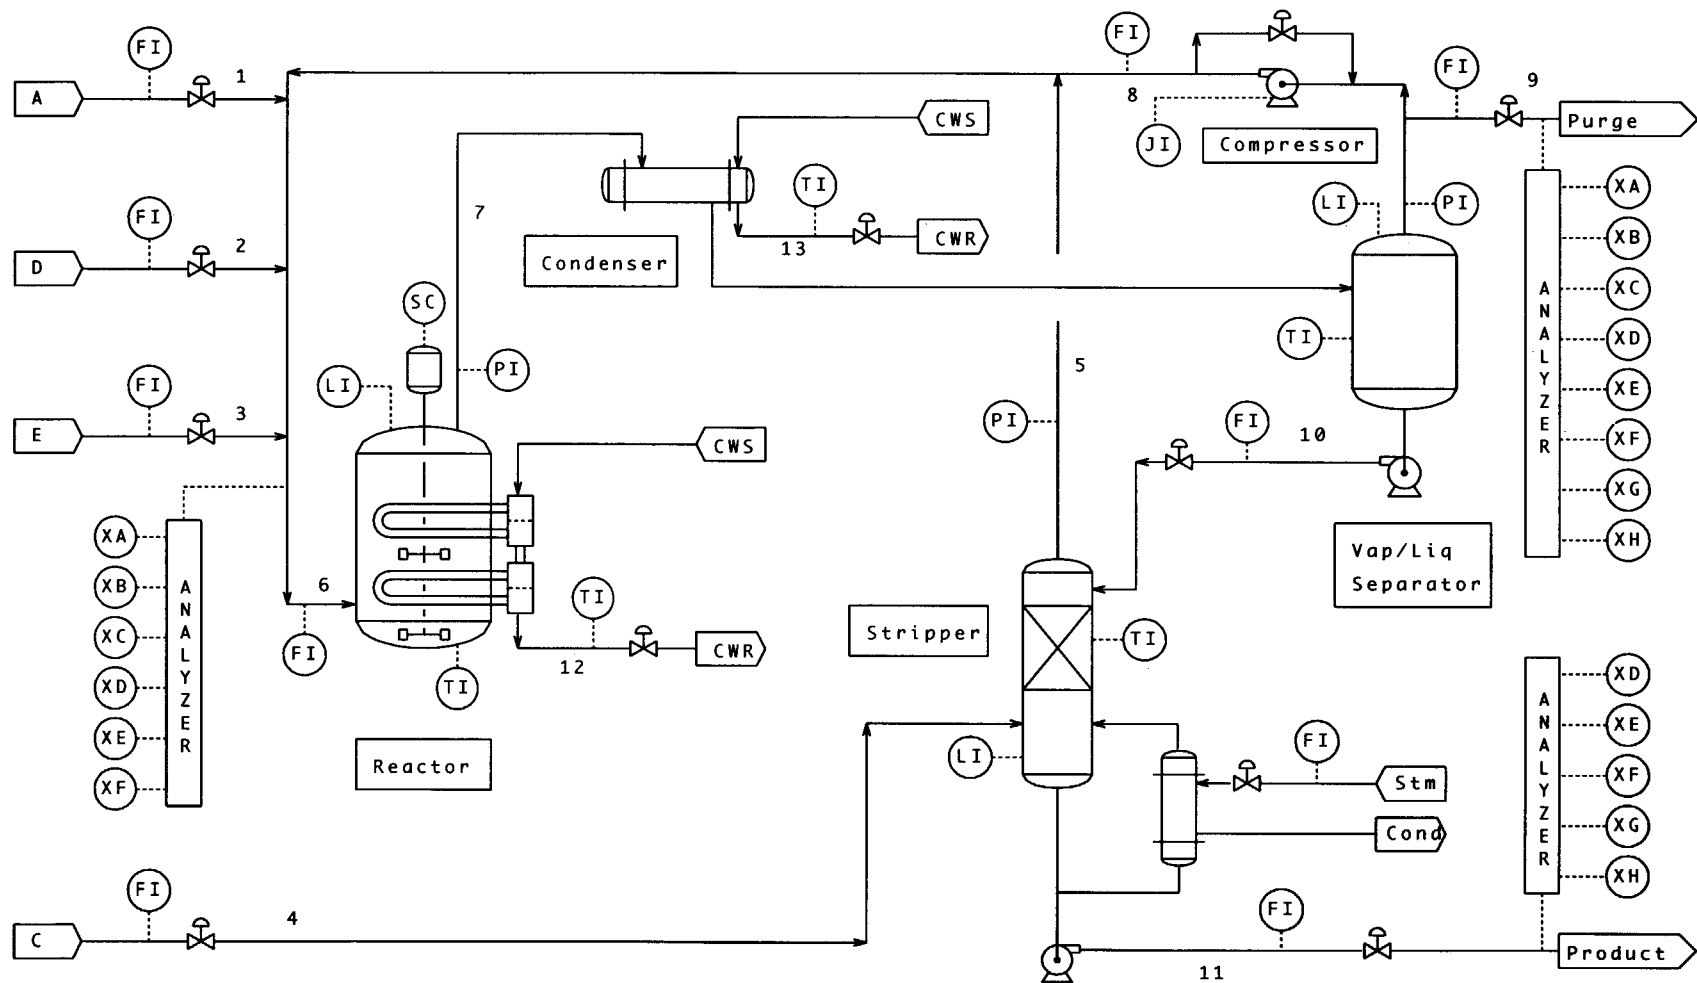 FI
1
A
FI
8
JI
Compressor
FI
9
Purge
CWS
TI
13
CWR
Condenser
7
FI
2
D
SC
LI
PI
FI
3
E
CWS
6
FI
TI
12
CWR
TI
Reactor
XA
XB
XC
XD
XE
XF
ANALYZER
LI
PI
TI
5
PI
FI
10
Vap/Liq
Separator
Stripper
TI
LI
FI
Stm
Cond
ANALYZER
XA
XB
XC
XD
XE
XF
XG
XH
ANALYZER
XD
XE
XF
XG
XH
FI
4
C
FI
11
Product